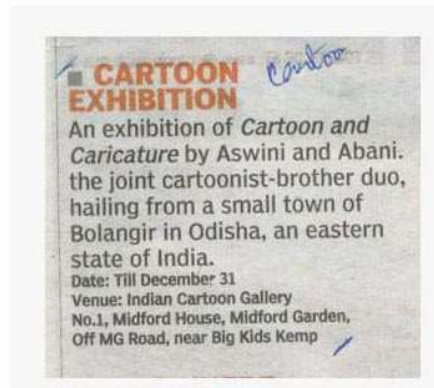 CARTOON
EXHIBITION
An exhibition of Cartoon and
Caricature by Aswini and Abani.
the joint cartoonist-brother duo,
hailing from a small town of
Bolangir in Odisha, an eastern
state of India.
Date: Till December 31
Venue: Indian Cartoon Gallery
No.1, Midford House, Midford Garden,
Off MG Road, near Big Kids Kemp